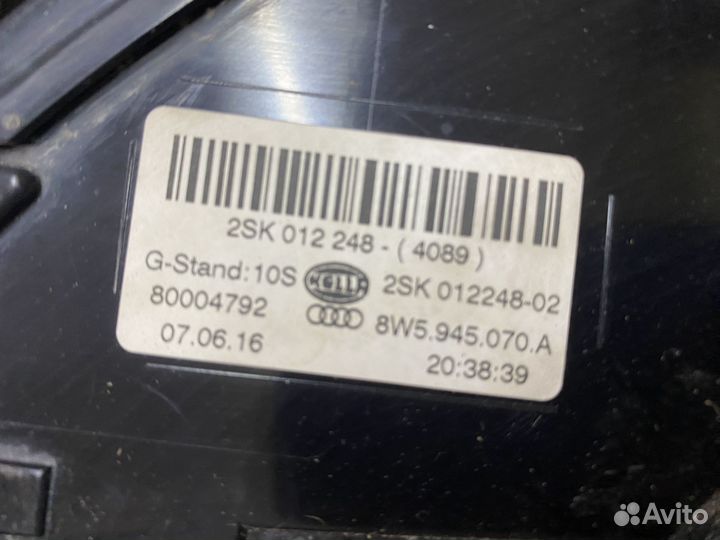 2SK 012 248 - ( 4089 )
G-Stand: 10S HELLA 2SK 012248-02
80004792 8W5.945.070.A
07.06.16 20:38:39
Avito